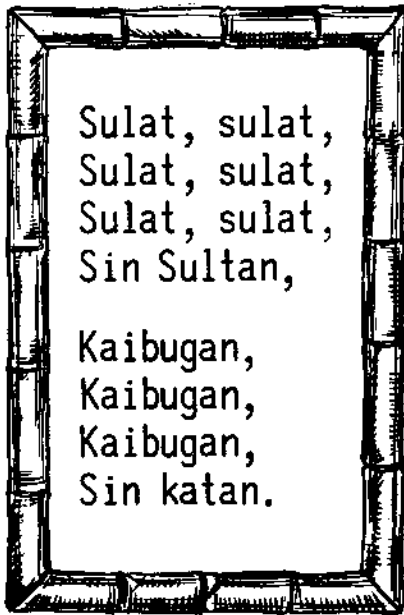 Sulat, sulat,
Sulat, sulat,
Sulat, sulat,
Sin Sultan,
Kaibugan,
Kaibugan,
Kaibugan,
Sin katan.